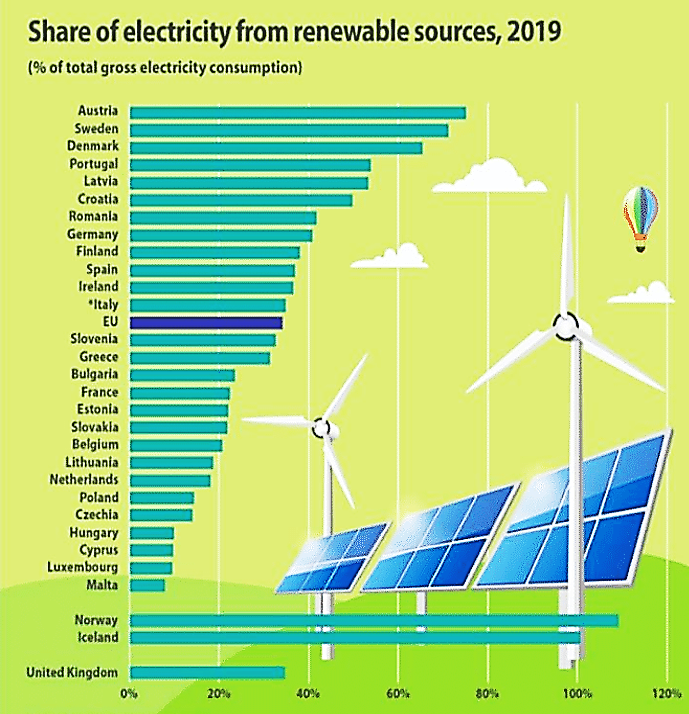 Share of electricity from renewable sources, 2019
(% of total gross electricity consumption)
Austria
Sweden
Denmark
Portugal
Latvia
Croatia
Romania
Germany
Finland
Spain
Ireland
*Italy
EU
Slovenia
Greece
Bulgaria
France
Estonia
Slovakia
Belgium
Lithuania
Netherlands
Poland
Czechia
Hungary
Cyprus
Luxembourg
Malta
Norway
Iceland
United Kingdom
0% 20% 40% 60% 80% 100% 120%